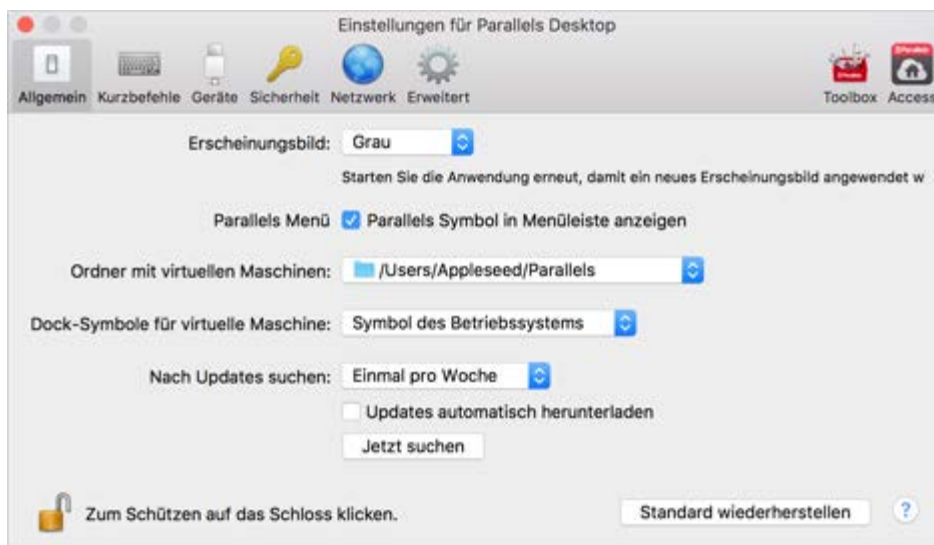 Einstellungen für Parallels Desktop
Allgemein Kurzbefehle Geräte Sicherheit Netzwerk Erweitert Toolbox Access
Erscheinungsbild: Grau
Starten Sie die Anwendung erneut, damit ein neues Erscheinungsbild angewendet w
Parallels Menü Parallels Symbol in Menüleiste anzeigen
Ordner mit virtuellen Maschinen: /Users/Appleseed/Parallels
Dock-Symbole für virtuelle Maschine: Symbol des Betriebssystems
Nach Updates suchen: Einmal pro Woche
Updates automatisch herunterladen
Jetzt suchen
Zum Schützen auf das Schloss klicken. Standard wiederherstellen ?